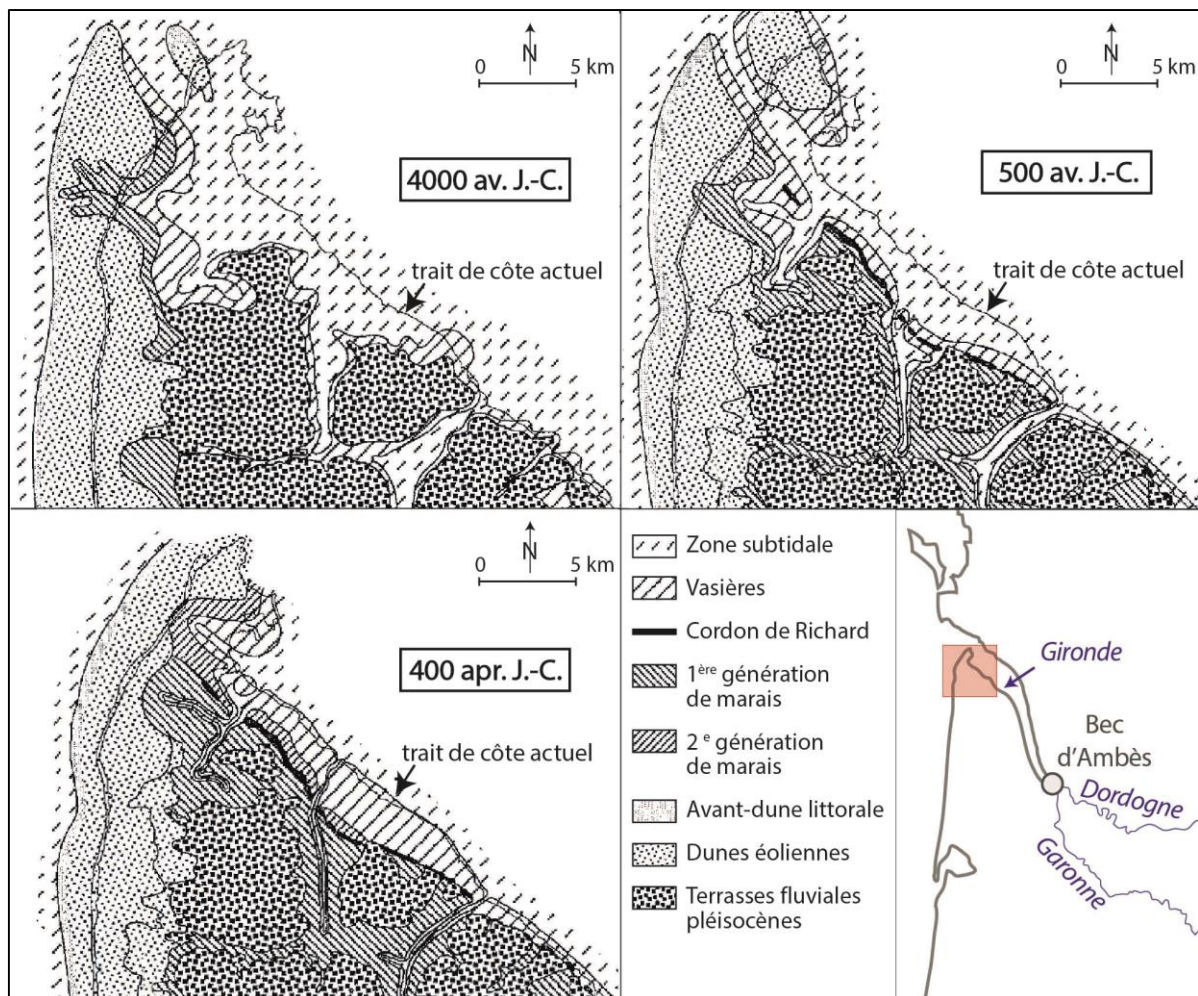 N
0 5 km
4000 av. J.-C.
trait de côte actuel
N
0 5 km
500 av. J.-C.
trait de côte actuel
N
0 5 km
400 apr. J.-C.
trait de côte actuel
Zone subtidale
Vasières
Cordon de Richard
1ère génération
de marais
2e génération
de marais
Avant-dune littorale
Dunes éoliennes
Terrasses fluviales
pléisocènes
Gironde
Bec
d'Ambès
Dordogne
Garonne